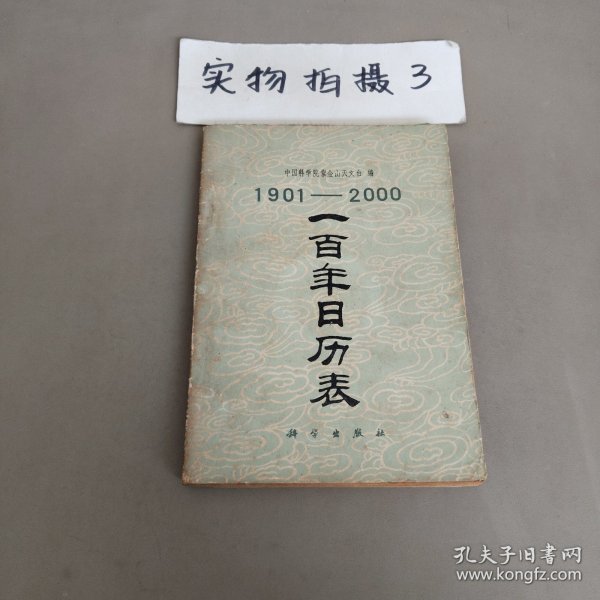 实物拍摄3
中国科学院紫金山天文台 编
1901—2000
一百年日历表
科学出版社
孔夫子旧书网
www.kongfz.com